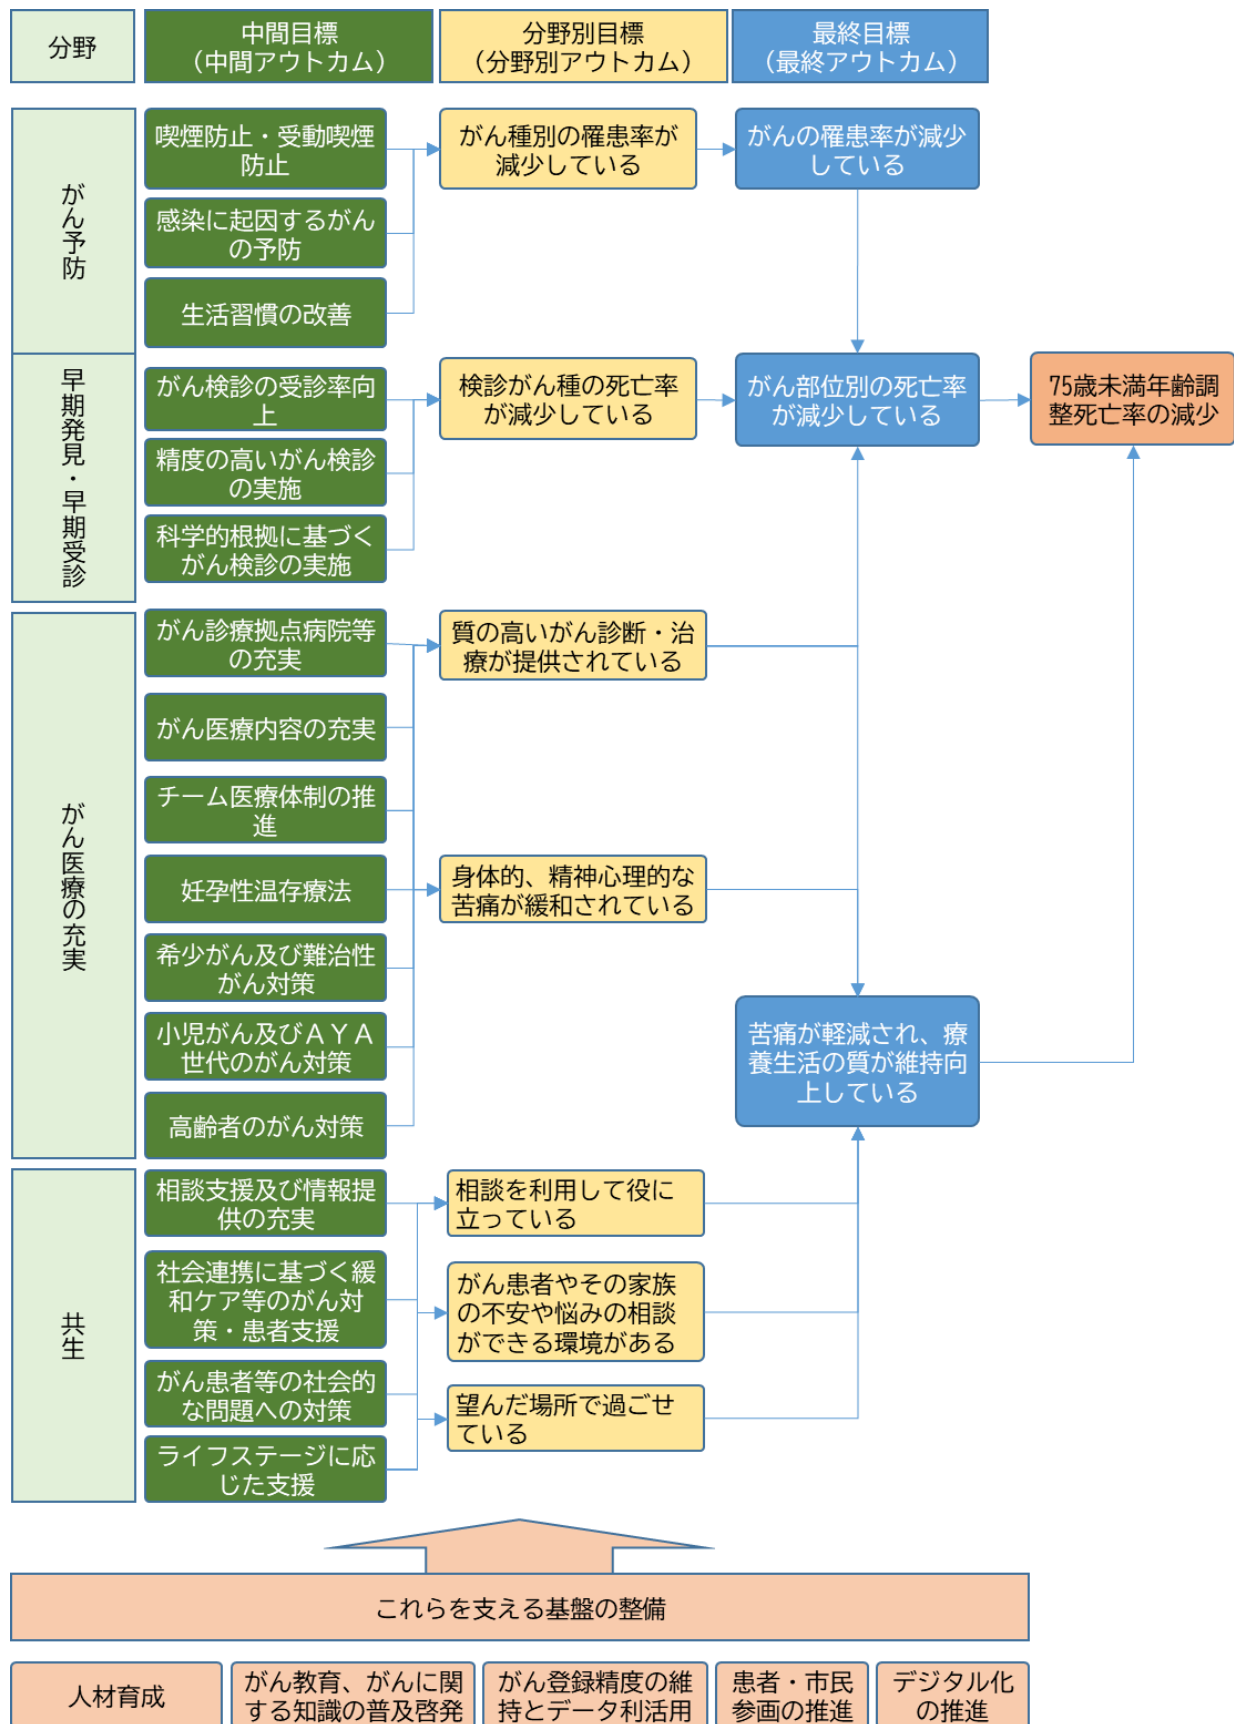 分野
中間目標
（中間アウトカム）
分野別目標
（分野別アウトカム）
最終目標
（最終アウトカム）
がん予防
喫煙防止・受動喫煙
防止
感染に起因するがん
の予防
生活習慣の改善
がん種別の罹患率が
減少している
がんの罹患率が減少
している
早期発見・早期受診
がん検診の受診率向
上
精度の高いがん検診
の実施
科学的根拠に基づく
がん検診の実施
検診がん種の死亡率
が減少している
がん部位別の死亡率
が減少している
75歳未満年齢調
整死亡率の減少
がん医療の充実
がん診療拠点病院等
の充実
がん医療内容の充実
チーム医療体制の推
進
妊孕性温存療法
希少がん及び難治性
がん対策
小児がん及びＡＹＡ
世代のがん対策
高齢者のがん対策
質の高いがん診断・治
療が提供されている
身体的、精神心理的な
苦痛が緩和されている
苦痛が軽減され、療
養生活の質が維持向
上している
共生
相談支援及び情報提
供の充実
社会連携に基づく緩
和ケア等のがん対
策・患者支援
がん患者等の社会的
な問題への対策
ライフステージに応
じた支援
相談を利用して役に
立っている
がん患者やその家族
の不安や悩みの相談
ができる環境がある
望んだ場所で過ごせ
ている
これらを支える基盤の整備
人材育成
がん教育、がんに関
する知識の普及啓発
がん登録精度の維
持とデータ利活用
患者・市民
参画の推進
デジタル化
の推進